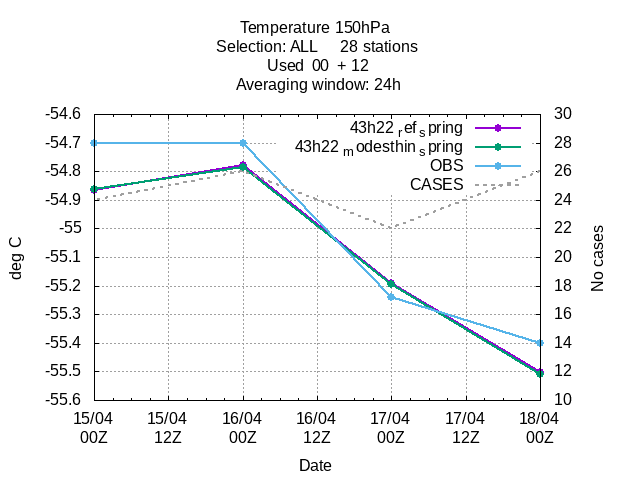 Temperature 150hPa
Selection: ALL     28 stations
Used  00  + 12
Averaging window: 24h
-54.6
-54.7
-54.8
-54.9
-55
-55.1
-55.2
-55.3
-55.4
-55.5
-55.6
deg C
43h22 ref spring
43h22 modesthin spring
OBS
CASES
30
28
26
24
22
20
18
16
14
12
10
No cases
15/04 15/04 16/04 16/04 17/04 17/04 18/04
00Z 12Z 00Z 12Z 00Z 12Z 00Z
Date